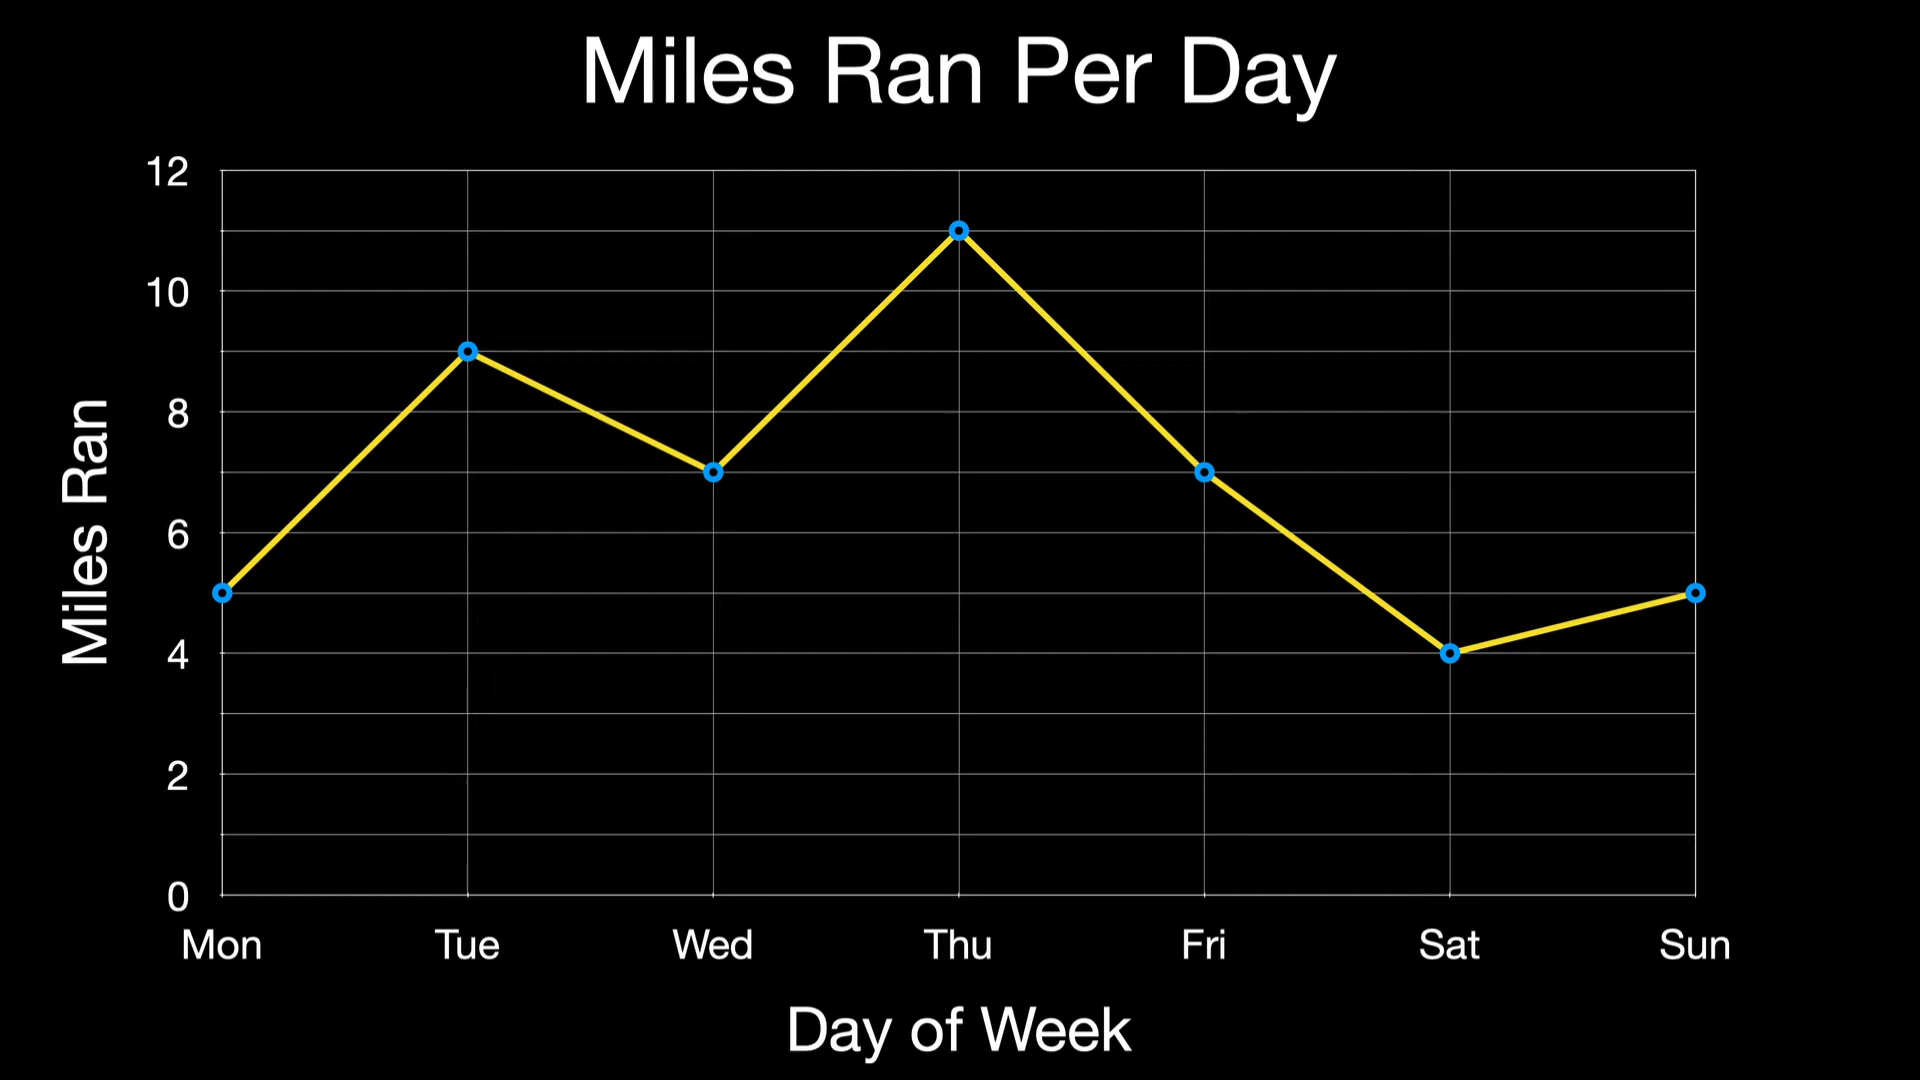 Miles Ran Per Day
12
10
8
6
4
2
0
Miles Ran
Mon Tue Wed Thu Fri Sat Sun
Day of Week